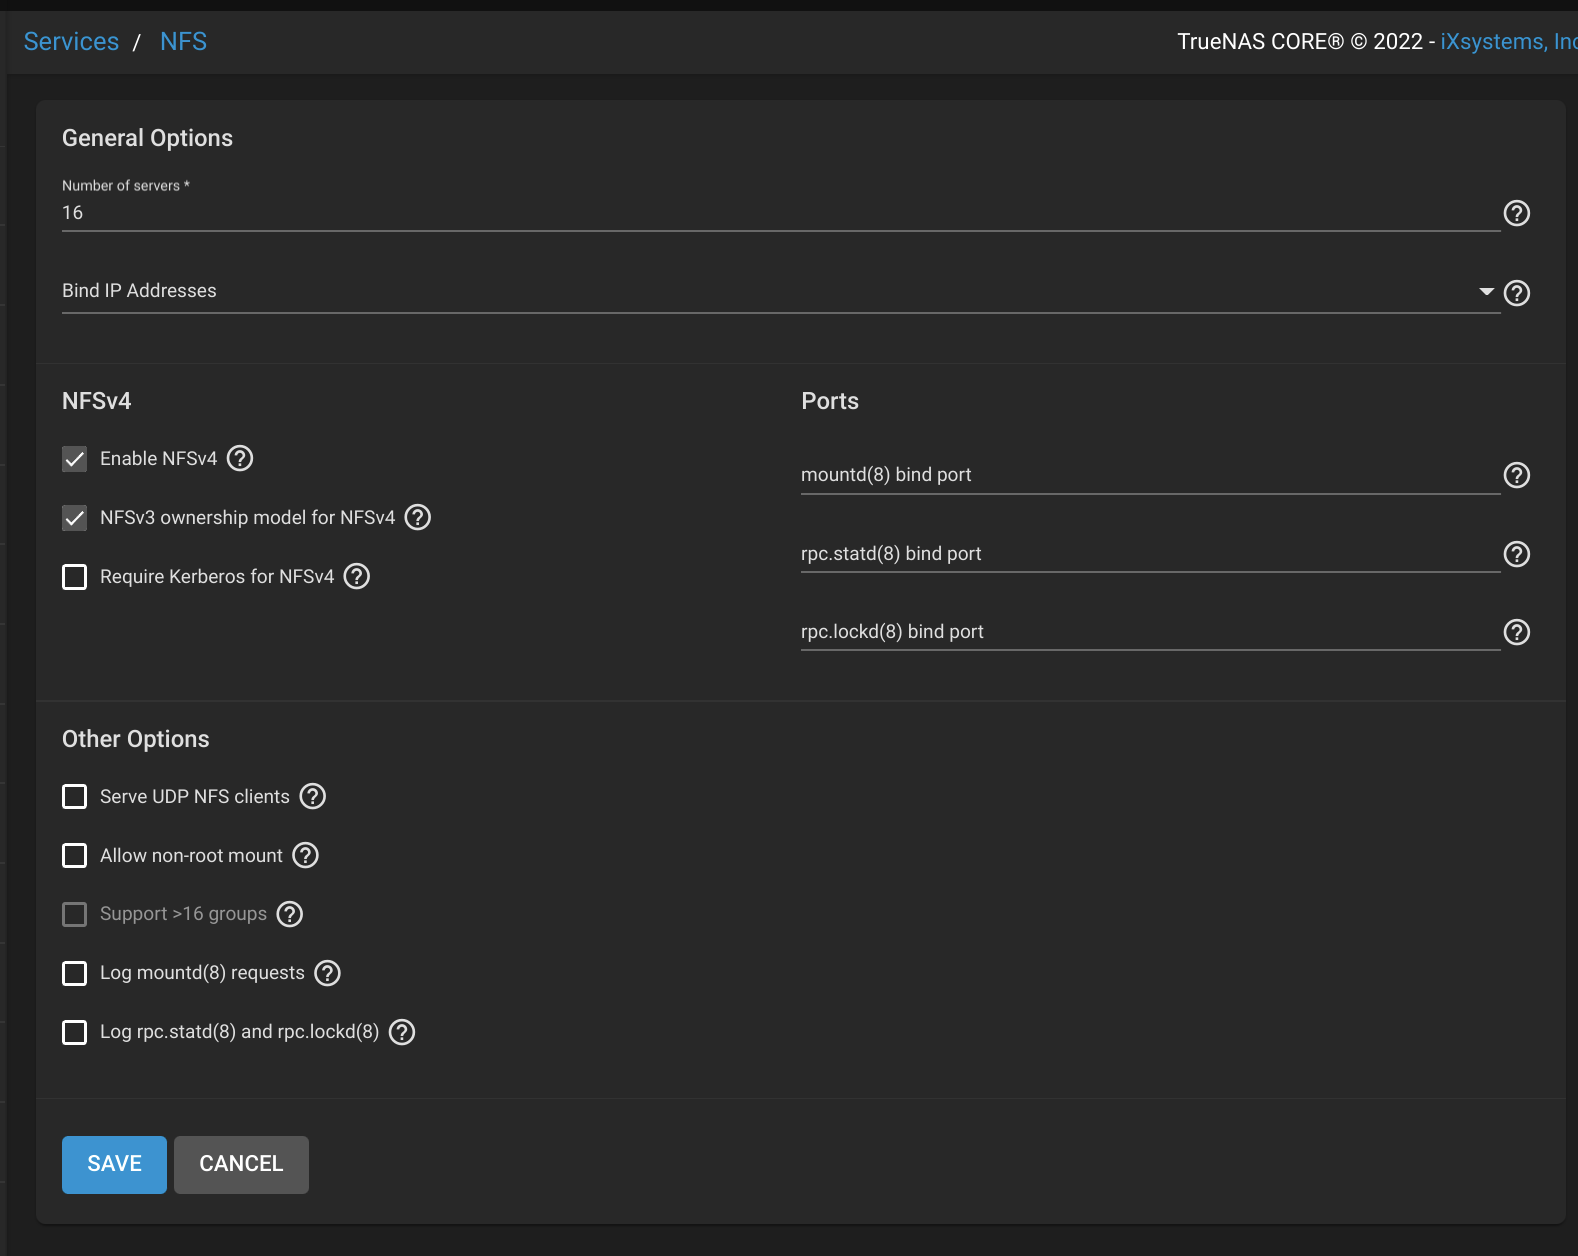 Services / NFS
TrueNAS CORE® © 2022 - iXsystems, Inc
General Options
Number of servers *
16
Bind IP Addresses
NFSv4
Enable NFSv4
NFSv3 ownership model for NFSv4
Require Kerberos for NFSv4
Ports
mountd(8) bind port
rpc.statd(8) bind port
rpc.lockd(8) bind port
Other Options
Serve UDP NFS clients
Allow non-root mount
Support >16 groups
Log mountd(8) requests
Log rpc.statd(8) and rpc.lockd(8)
SAVE CANCEL